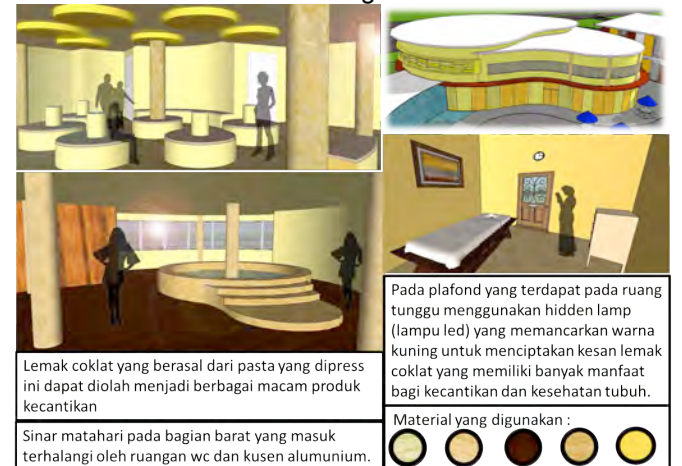 Lemak coklat yang berasal dari pasta yang dipress
ini dapat diolah menjadi berbagai macam produk
kecantikan
Sinar matahari pada bagian barat yang masuk
terhalangi oleh ruangan wc dan kusen alumunium.
Pada plafond yang terdapat pada ruang
tunggu menggunakan hidden lamp
(lampu led) yang memancarkan warna
kuning untuk menciptakan kesan lemak
coklat yang memiliki banyak manfaat
bagi kecantikan dan kesehatan tubuh.
Material yang digunakan :